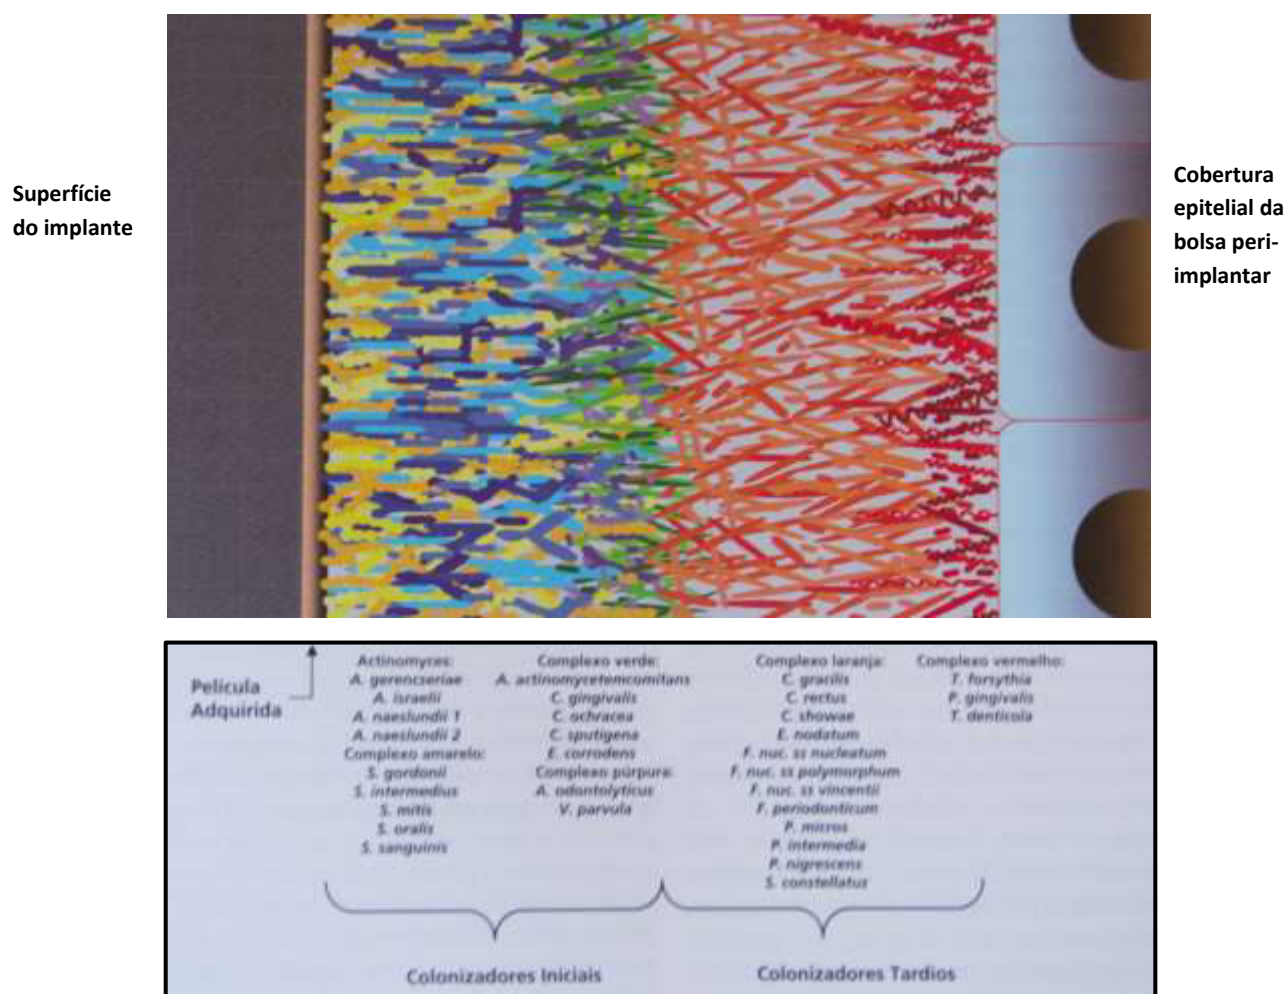 Superfície
do implante
Cobertura
epitelial da
bolsa peri-
implantar
Película
Adquirida
Actinomyces:
A. gerencseriae
A. israelii
A. naeslundii 1
A. naeslundii 2
Complexo amarelo:
S. gordonii
S. intermedius
S. mitis
S. oralis
S. sanguinis
Complexo verde:
A. actinomycetemcomitans
C. gingivalis
C. ochracea
C. sputigena
E. corrodens
Complexo púrpura:
A. odontolyticus
V. parvula
Complexo laranja:
C. gracilis
C. rectus
C. showae
E. nodatum
F. nuc. ss nucleatum
F. nuc. ss polymorphum
F. nuc. ss vincentii
F. periodonticum
P. micros
P. intermedia
P. nigrescens
S. constellatus
Complexo vermelho:
T. forsythia
P. gingivalis
T. denticola
Colonizadores Iniciais
Colonizadores Tardios